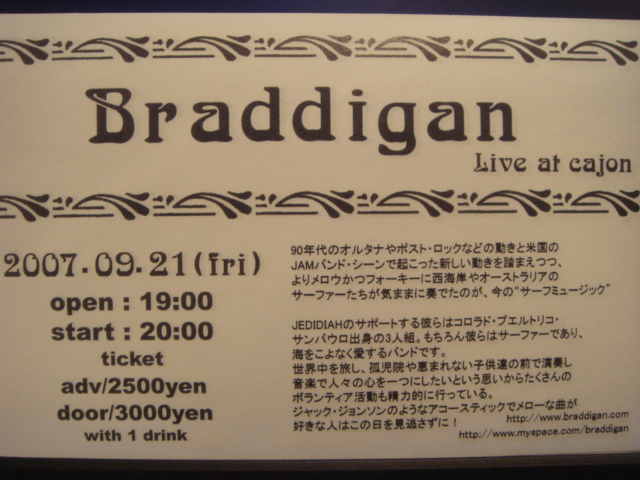 Braddigan
Live at cajon
2007.09.21(fri)
open : 19:00
start : 20:00
ticket
adv/2500yen
door/3000yen
with 1 drink
90年代のオルタナやポスト・ロックなどの動きと米国の
JAMバンド・シーンで起こった新しい動きを踏まえつつ、
よりメロウかつフォーキーに西海岸やオーストラリアの
サーファーたちが気ままに奏でたのが、今の“サーフミュージック”
JEDIDIAHのサポートする彼らはコロラド・プエルトリコ・
サンパウロ出身の3人組。もちろん彼らはサーファーであり、
海をこよなく愛するバンドです。
世界中を旅し、孤児院や恵まれない子供達の前で演奏し
音楽で人々の心を一つにしたいという思いからたくさんの
ボランティア活動も精力的に行っている。
ジャック・ジョンソンのようなアコースティックでメローな曲が
好きな人はこの日を見逃さずに！
http://www.braddigan.com
http://www.myspace.com/braddigan